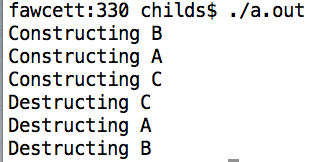 fawcett:330 childs$ ./a.out
Constructing B
Constructing A
Constructing C
Destructing C
Destructing A
Destructing B